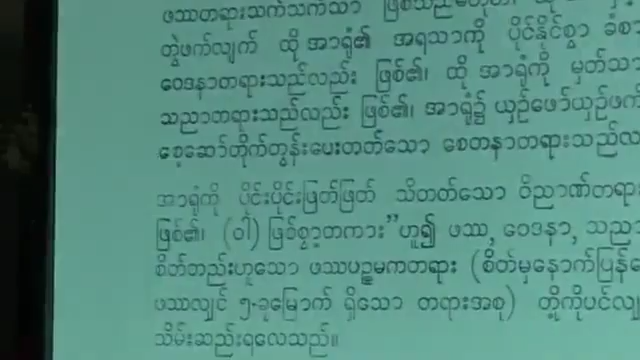 ဖဿတရားသက်သက်သာ ဖြစ်သည်မဟုတ်၊
တွဲဖက်လျက် ထို အာရုံ၏ အရသာကို ပိုင်နိုင်စွာ ခံစာ
ဝေဒနာတရားသည်လည်း ဖြစ်၏၊ ထို အာရုံကို မှတ်သာ
သညာတရားသည်လည်း ဖြစ်၏၊ အာရုံ၌ ယှဉ်ဖော်ယှဉ်ဖက်
စေ့ဆော်တိုက်တွန်းပေးတတ်သော စေတနာတရားသည်လ
အာရုံကို ပိုင်းပိုင်းဖြတ်ဖြတ် သိတတ်သော ဝိညာဏ်တရား
ဖြစ်၏၊ (ဝါ) ဖြစ်စွာ့တကား”ဟူ၍ ဖဿ, ဝေဒနာ, သညာ
စိတ်တည်းဟူသော ဖဿပဉ္စမကတရား (စိတ်မှနောက်ပြန်ရေ
ဖဿလျှင် ၅-ခုမြောက် ရှိသော တရားအစု) တို့ကိုပင်လျှ
သိမ်းဆည်းရလေသည်။